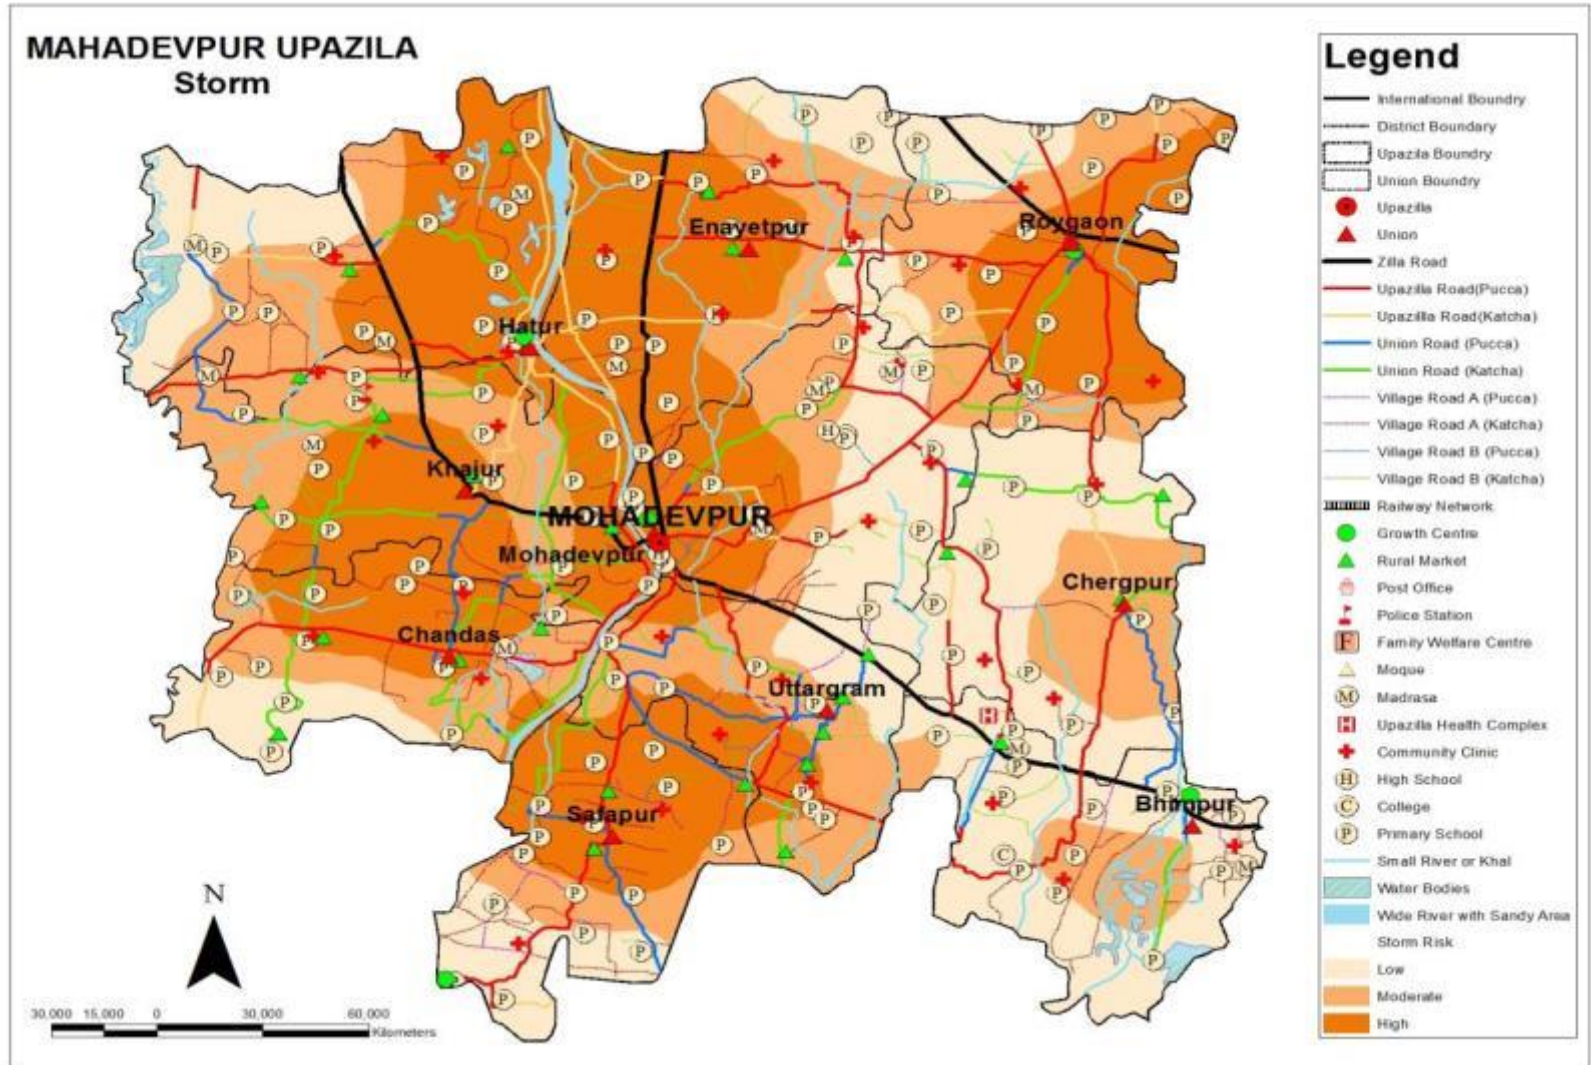 MAHADEVPUR UPAZILA
Storm
Enayetpur
Roygaon
Hatur
Khajur
MOHADEVPUR
Mohadevpur
Chergpur
Chandas
Uttargram
Safapur
Bhimpur
N
30,000 15,000 0 30,000 60,000
Kilometers
Legend
International Boundry
District Boundary
Upazila Boundry
Union Boundry
Upazilla
Union
Zilla Road
Upazilla Road(Pucca)
Upazillla Road(Katcha)
Union Road (Pucca)
Union Road (Katcha)
Village Road A (Pucca)
Village Road A (Katcha)
Village Road B (Pucca)
Village Road B (Katcha)
Railway Network
Growth Centre
Rural Market
Post Office
Police Station
F Family Welfare Centre
Moque
M Madrasa
H Upazilla Health Complex
Community Clinic
H High School
C College
P Primary School
Small River or Khal
Water Bodies
Wide River with Sandy Area
Storm Risk
Low
Moderate
High